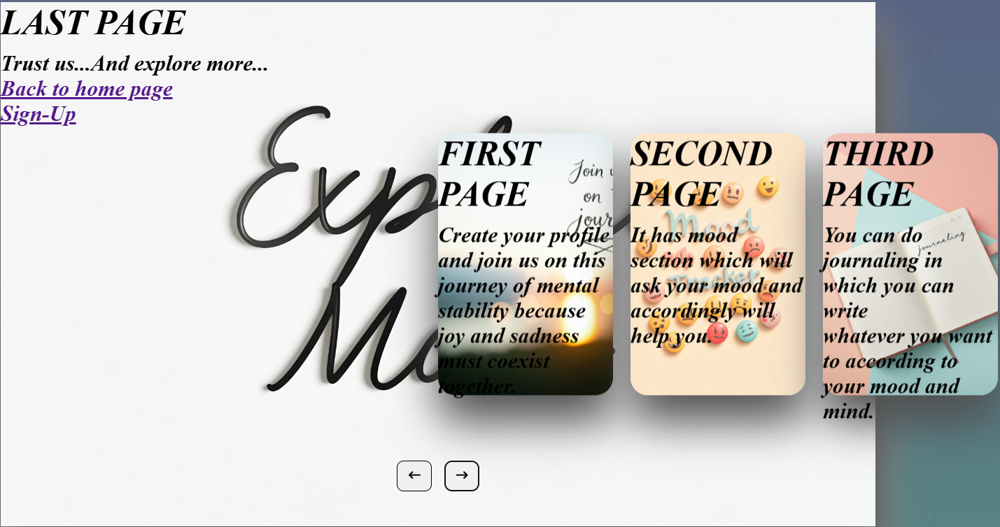 LAST PAGE
Trust us...And explore more...
Back to home page
Sign-Up
Exp
Mo
FIRST
PAGE
Join
on
jour
Create your profile
and join us on this
journey of mental
stability because
joy and sadness
must coexist
together.
SECOND
PAGE
Mood
Tracker
It has mood
section which will
ask your mood and
accordingly will
help you.
THIRD
PAGE
journaling
You can do
journaling in
which you can
write
whatever you want
to according to
your mood and
mind.